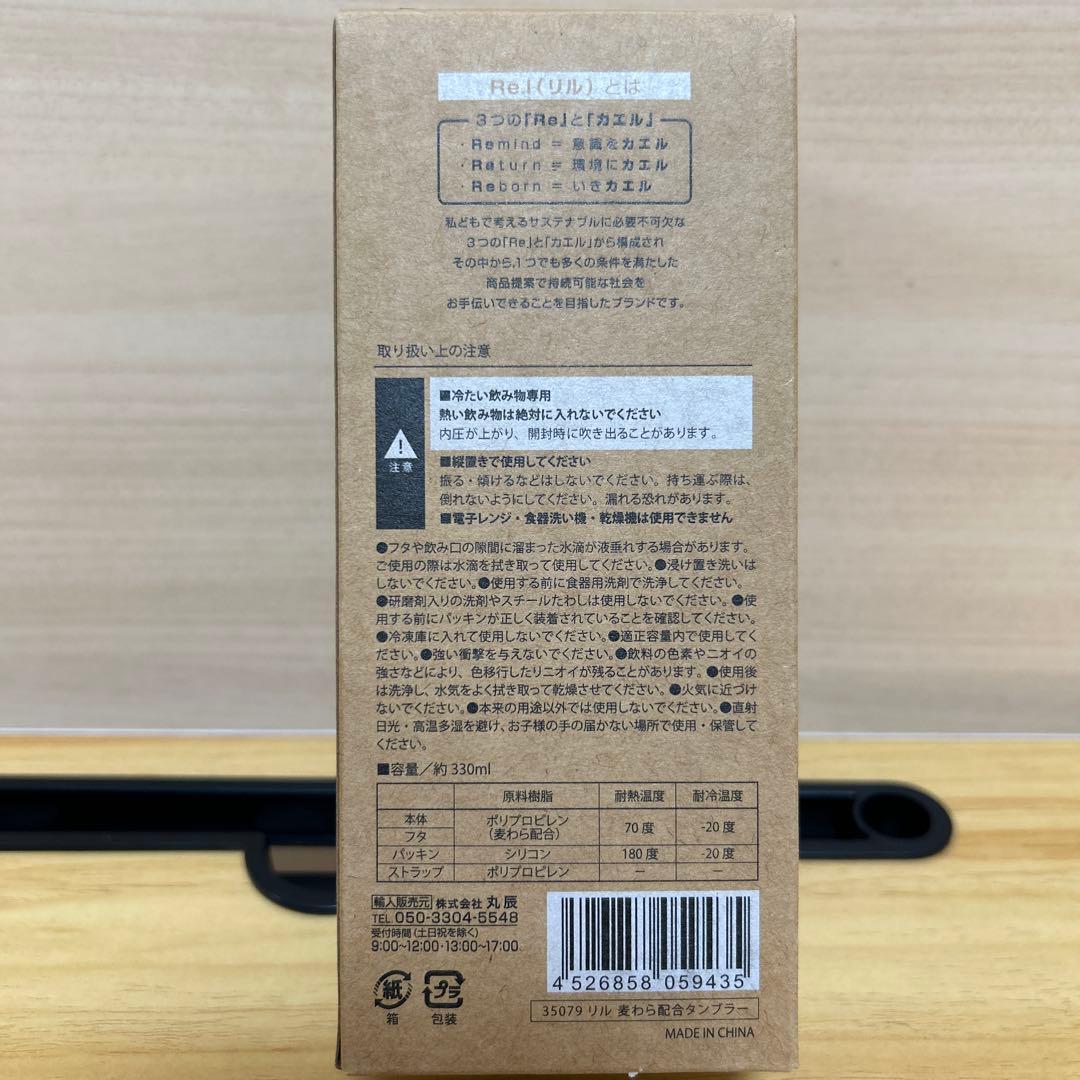 Re.l(リル)とは
3つの『Re』と『カエル』
・Remind = 意識をカエル
・Return = 環境にカエル
・Reborn = いきカエル
私どもで考えるサステナブルに必要不可欠な
3つの「Re」と「カエル」から構成され
その中から、1つでも多くの条件を満たした
商品提案で持続可能な社会を
お手伝いできることを目指したブランドです。
取り扱い上の注意
注意
■冷たい飲み物専用
熱い飲み物は絶対に入れないでください
内圧が上がり、開封時に吹き出ることがあります。
■縦置きで使用してください
振る・傾けるなどはしないでください。持ち運ぶ際は、
倒れないようにしてください。漏れる恐れがあります。
■電子レンジ・食器洗い機・乾燥機は使用できません
●フタや飲み口の隙間に溜まった水滴が液垂れする場合があります。
ご使用の際は水滴を拭き取って使用してください。●浸け置き洗いは
しないでください。●使用する前に食器用洗剤で洗浄してください。
●研磨剤入りの洗剤やスチールたわしは使用しないでください。●使
用する前にパッキンが正しく装着されていることを確認してください。
●冷凍庫に入れて使用しないでください。●適正容量内で使用してく
ださい。●強い衝撃を与えないでください。●飲料の色素やニオイの
強さなどにより、色移行したりニオイが残ることがあります。●使用後
は洗浄し、水気をよく拭き取って乾燥させてください。●火気に近づけ
ないでください。●本来の用途以外では使用しないでください。●直射
日光・高温多湿を避け、お子様の手の届かない場所で使用・保管して
ください。
■容量／約330ml
原料樹脂 耐熱温度 耐冷温度
本体 フタ ポリプロピレン(麦わら配合) 70度 -20度
パッキン シリコン 180度 -20度
ストラップ ポリプロピレン ー ー
輸入販売元 株式会社 丸辰
TEL 050-3304-5548
受付時間(土日祝を除く)
9:00~12:00・13:00~17:00
紙 箱
プラ 包装
4 526858 059435
35079 リル 麦わら配合タンブラー
MADE IN CHINA